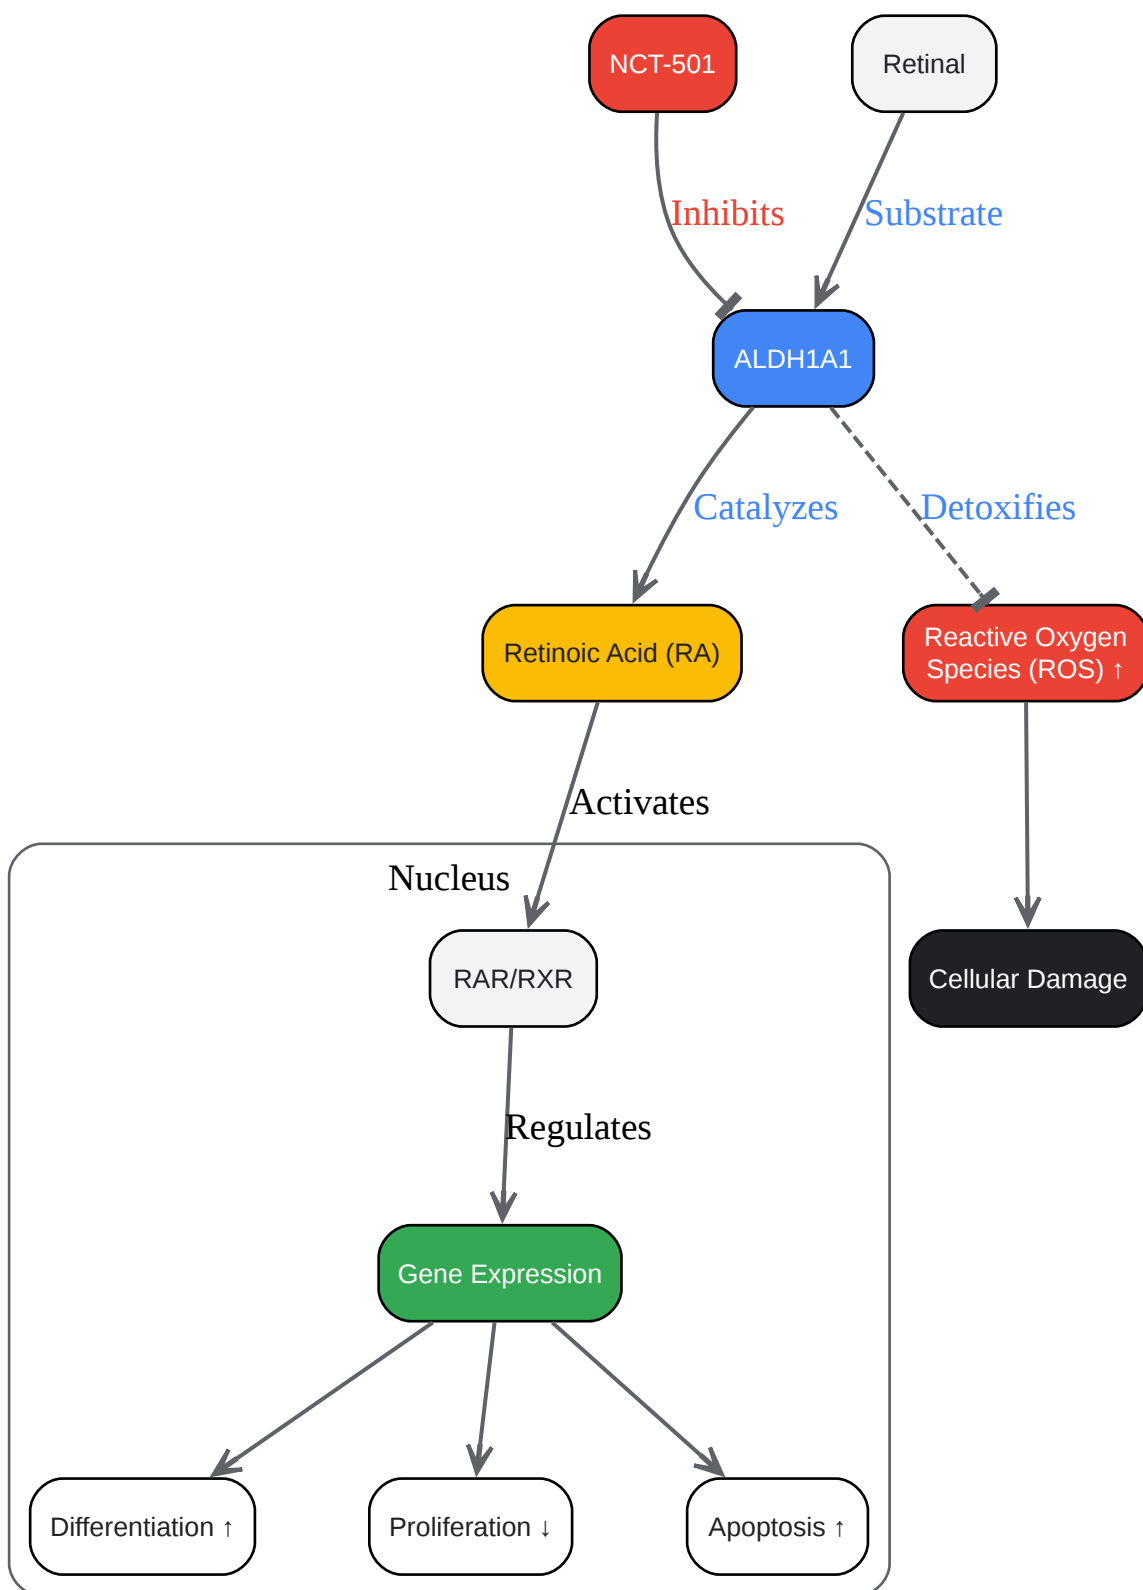 NCT-501
Retinal
Inhibits
Substrate
ALDH1A1
Catalyzes
Detoxifies
Retinoic Acid (RA)
Reactive Oxygen
Species (ROS) ↑
Activates
Nucleus
RAR/RXR
Cellular Damage
Regulates
Gene Expression
Differentiation ↑
Proliferation ↓
Apoptosis ↑